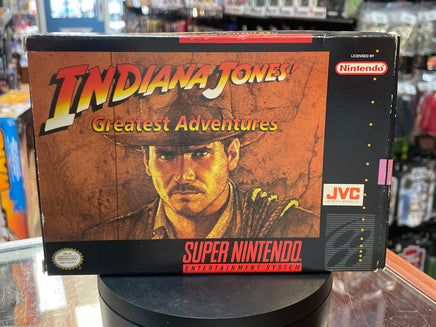 INDIANA JONES'
Greatest Adventures
LICENSED BY
Nintendo
JVC
SUPER NINTENDO
ENTERTAINMENT SYSTEM